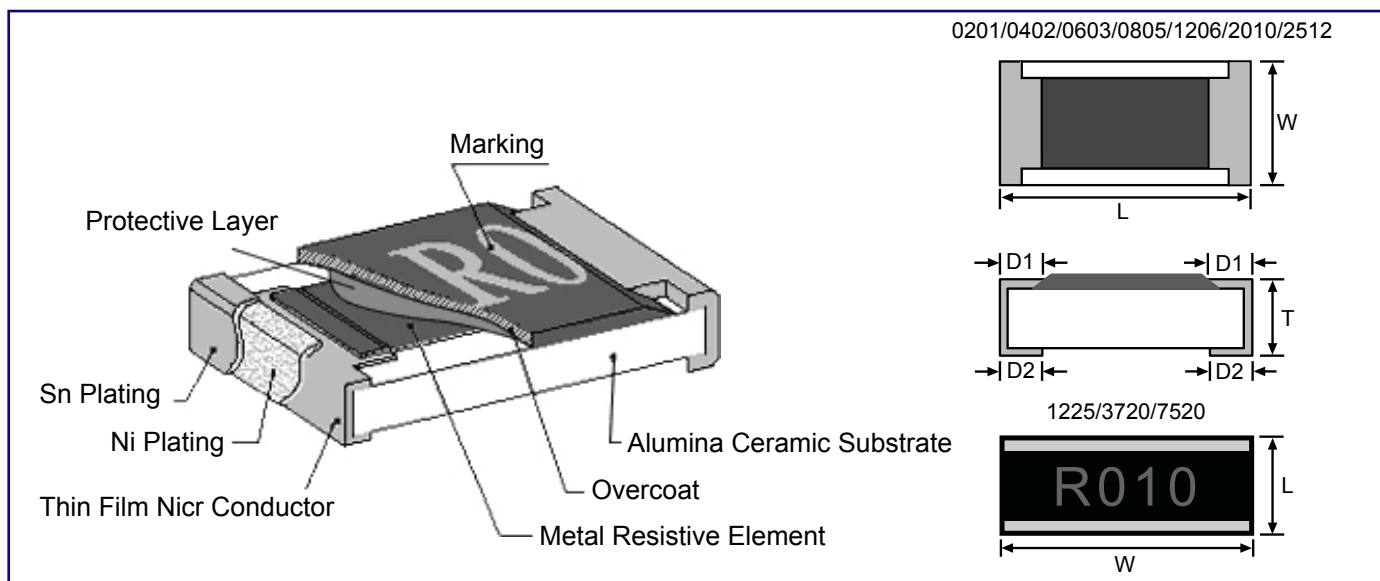 Marking
Protective Layer
R0
Sn Plating
Ni Plating
Thin Film Nicr Conductor
Alumina Ceramic Substrate
Overcoat
Metal Resistive Element
0201/0402/0603/0805/1206/2010/2512
W
L
D1 D1
T
D2 D2
1225/3720/7520
R010
L
W